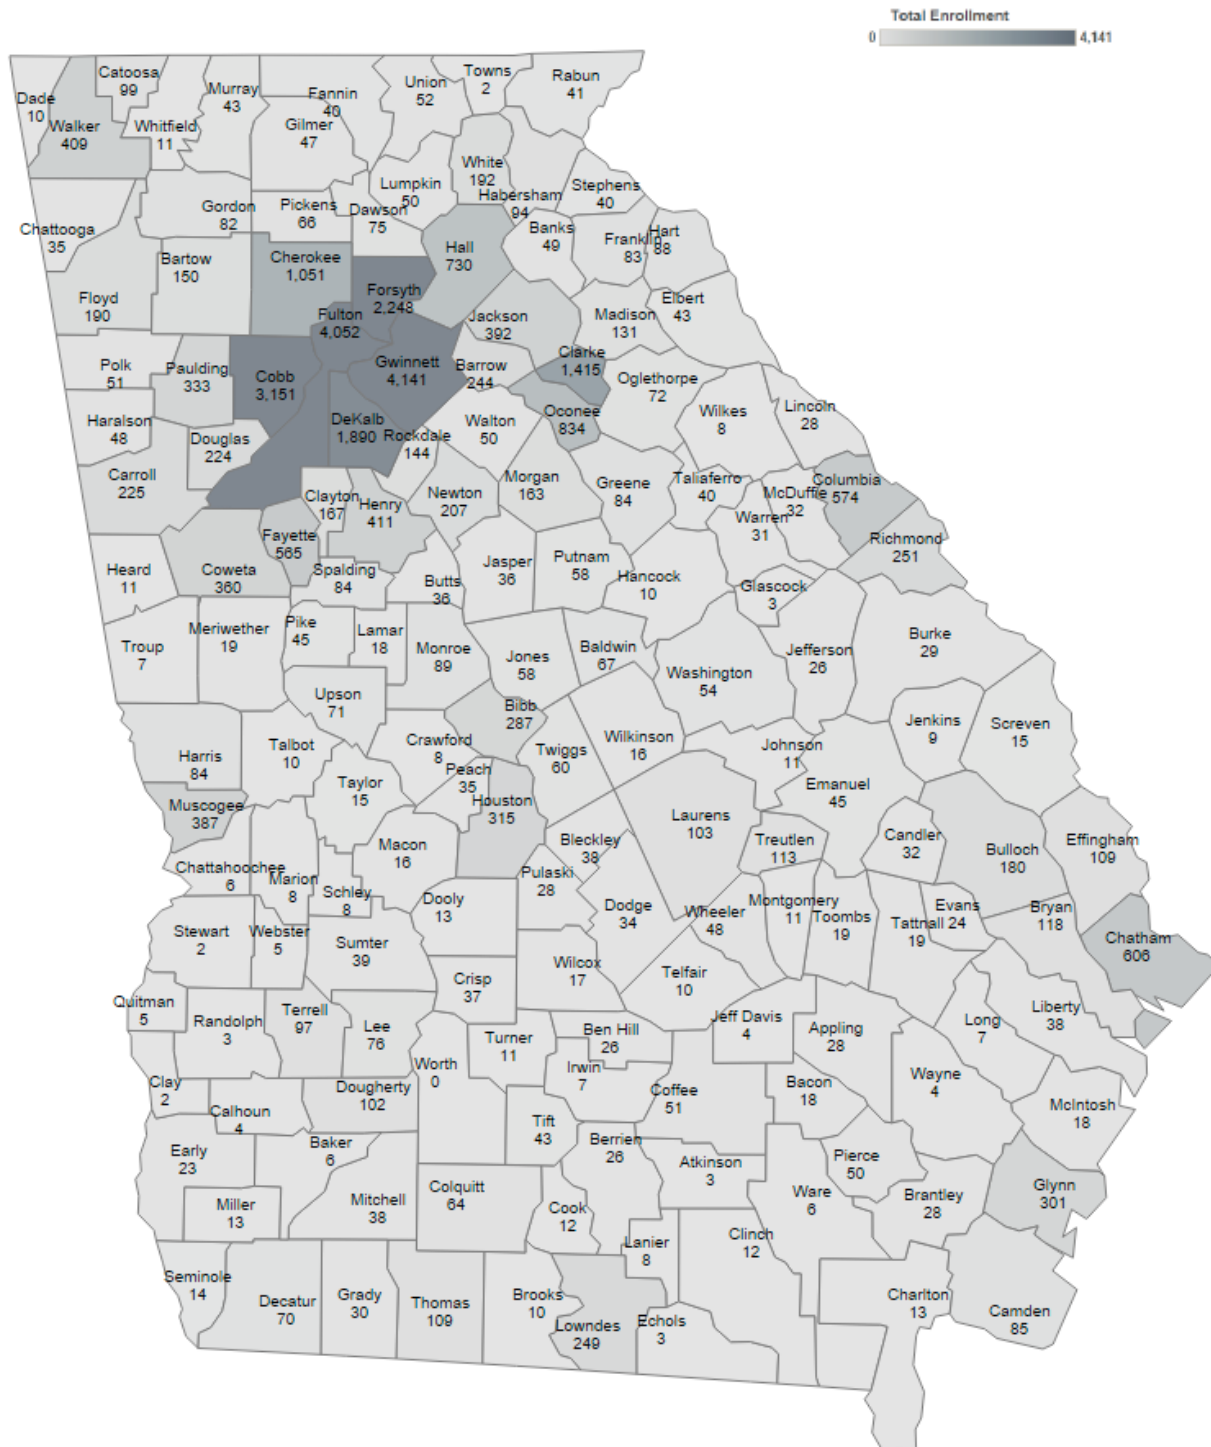 Total Enrollment
0 4,141
Towns
2
Rabun
41
Catoosa
99
Union
52
Murray
43
Fannin
40
Dade
10
Walker
409
Whitfield
11
Gilmer
47
White
192
Lumpkin
50
Habersham
94
Stephens
40
Gordon
82
Pickens
66
Dawson
75
Chattooga
35
Banks
49
Franklin
83
Hart
88
Hall
730
Bartow
150
Cherokee
1,051
Forsyth
2,248
Floyd
190
Fulton
4,052
Jackson
392
Madison
131
Elbert
43
Polk
51
Paulding
333
Cobb
3,151
Gwinnett
4,141
Barrow
244
Clarke
1,415
Oglethorpe
72
Haralson
48
Douglas
224
DeKalb
1,890
Rockdale
144
Walton
50
Oconee
834
Wilkes
8
Lincoln
28
Carroll
225
Clayton
167
Henry
411
Newton
207
Morgan
163
Greene
84
Taliaferro
40
McDuffie
32
Columbia
574
Warren
31
Fayette
565
Richmond
251
Heard
11
Coweta
360
Spalding
84
Butts
36
Jasper
36
Putnam
58
Hancock
10
Glascock
3
Troup
7
Meriwether
19
Pike
45
Lamar
18
Monroe
89
Jones
58
Baldwin
67
Washington
54
Jefferson
26
Burke
29
Upson
71
Bibb
287
Harris
84
Talbot
10
Crawford
8
Twiggs
60
Wilkinson
16
Johnson
11
Jenkins
9
Screven
15
Taylor
15
Peach
35
Houston
315
Emanuel
45
Muscogee
387
Laurens
103
Treutlen
113
Candler
32
Bulloch
180
Effingham
109
Macon
16
Bleckley
38
Chattahoochee
6
Marion
8
Schley
8
Pulaski
28
Dooly
13
Dodge
34
Wheeler
48
Montgomery
11
Toombs
19
Tattnall
19
Evans
24
Bryan
118
Chatham
606
Stewart
2
Webster
5
Sumter
39
Wilcox
17
Telfair
10
Crisp
37
Quitman
5
Randolph
3
Terrell
97
Lee
76
Turner
11
Ben Hill
26
Jeff Davis
4
Appling
28
Long
7
Liberty
38
Worth
0
Irwin
7
Coffee
51
Bacon
18
Wayne
4
Clay
2
Calhoun
4
Dougherty
102
Tift
43
McIntosh
18
Early
23
Baker
6
Berrien
26
Atkinson
3
Pierce
50
Miller
13
Mitchell
38
Colquitt
64
Cook
12
Ware
6
Brantley
28
Glynn
301
Lanier
8
Clinch
12
Seminole
14
Decatur
70
Grady
30
Thomas
109
Brooks
10
Lowndes
249
Echols
3
Charlton
13
Camden
85